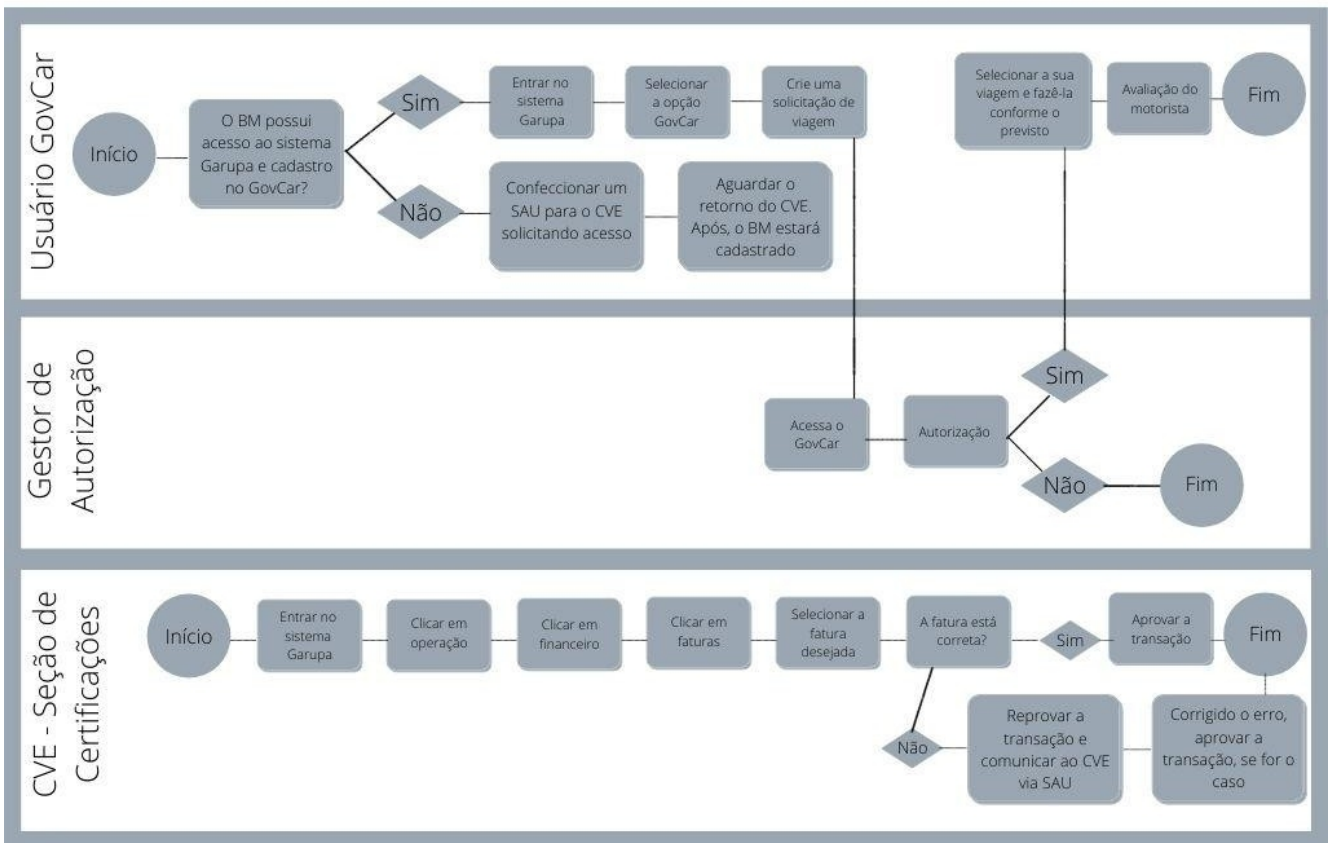 Usuário GovCar
Início
O BM possui
acesso ao sistema
Garupa e cadastro
no GovCar?
Sim
Entrar no
sistema
Garupa
Selecionar
a opção
GovCar
Crie uma
solicitação de
viagem
Não
Confeccionar um
SAU para o CVE
solicitando acesso
Aguardar o
retorno do CVE.
Após, o BM estará
cadastrado
Selecionar a sua
viagem e fazê-la
conforme o
previsto
Avaliação do
motorista
Fim
Gestor de
Autorização
Acessa o
GovCar
Autorização
Sim
Não
Fim
CVE - Seção de
Certificações
Início
Entrar no
sistema
Garupa
Clicar em
operação
Clicar em
financeiro
Clicar em
faturas
Selecionar a
fatura
desejada
A fatura está
correta?
Sim
Aprovar a
transação
Fim
Não
Reprovar a
transação e
comunicar ao CVE
via SAU
Corrigido o erro,
aprovar a
transação, se for o
caso